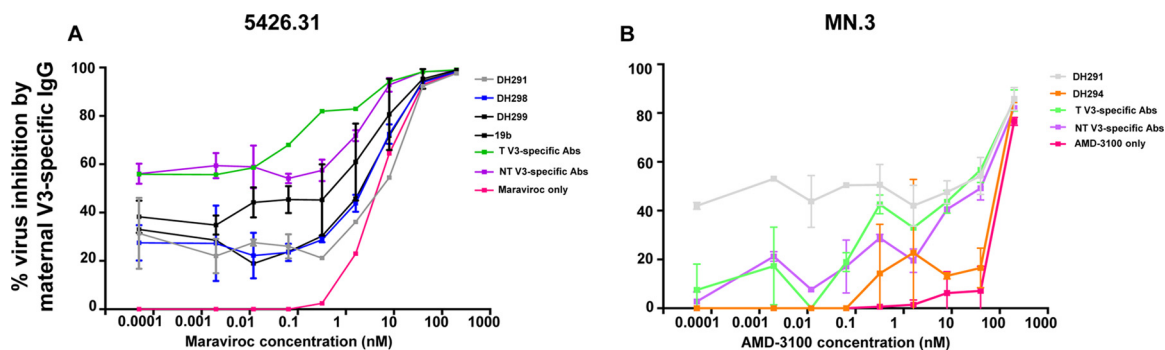 5426.31
MN.3
A
% virus inhibition by
maternal V3-specific IgG
100
80
60
40
20
0
0.0001
0.001
0.01
0.1
1
10
100
1000
Maraviroc concentration (nM)
DH291
DH298
DH299
19b
T V3-specific Abs
NT V3-specific Abs
Maraviroc only
B
100
80
60
40
20
0
0.0001
0.001
0.01
0.1
1
10
100
1000
AMD-3100 concentration (nM)
DH291
DH294
T V3-specific Abs
NT V3-specific Abs
AMD-3100 only